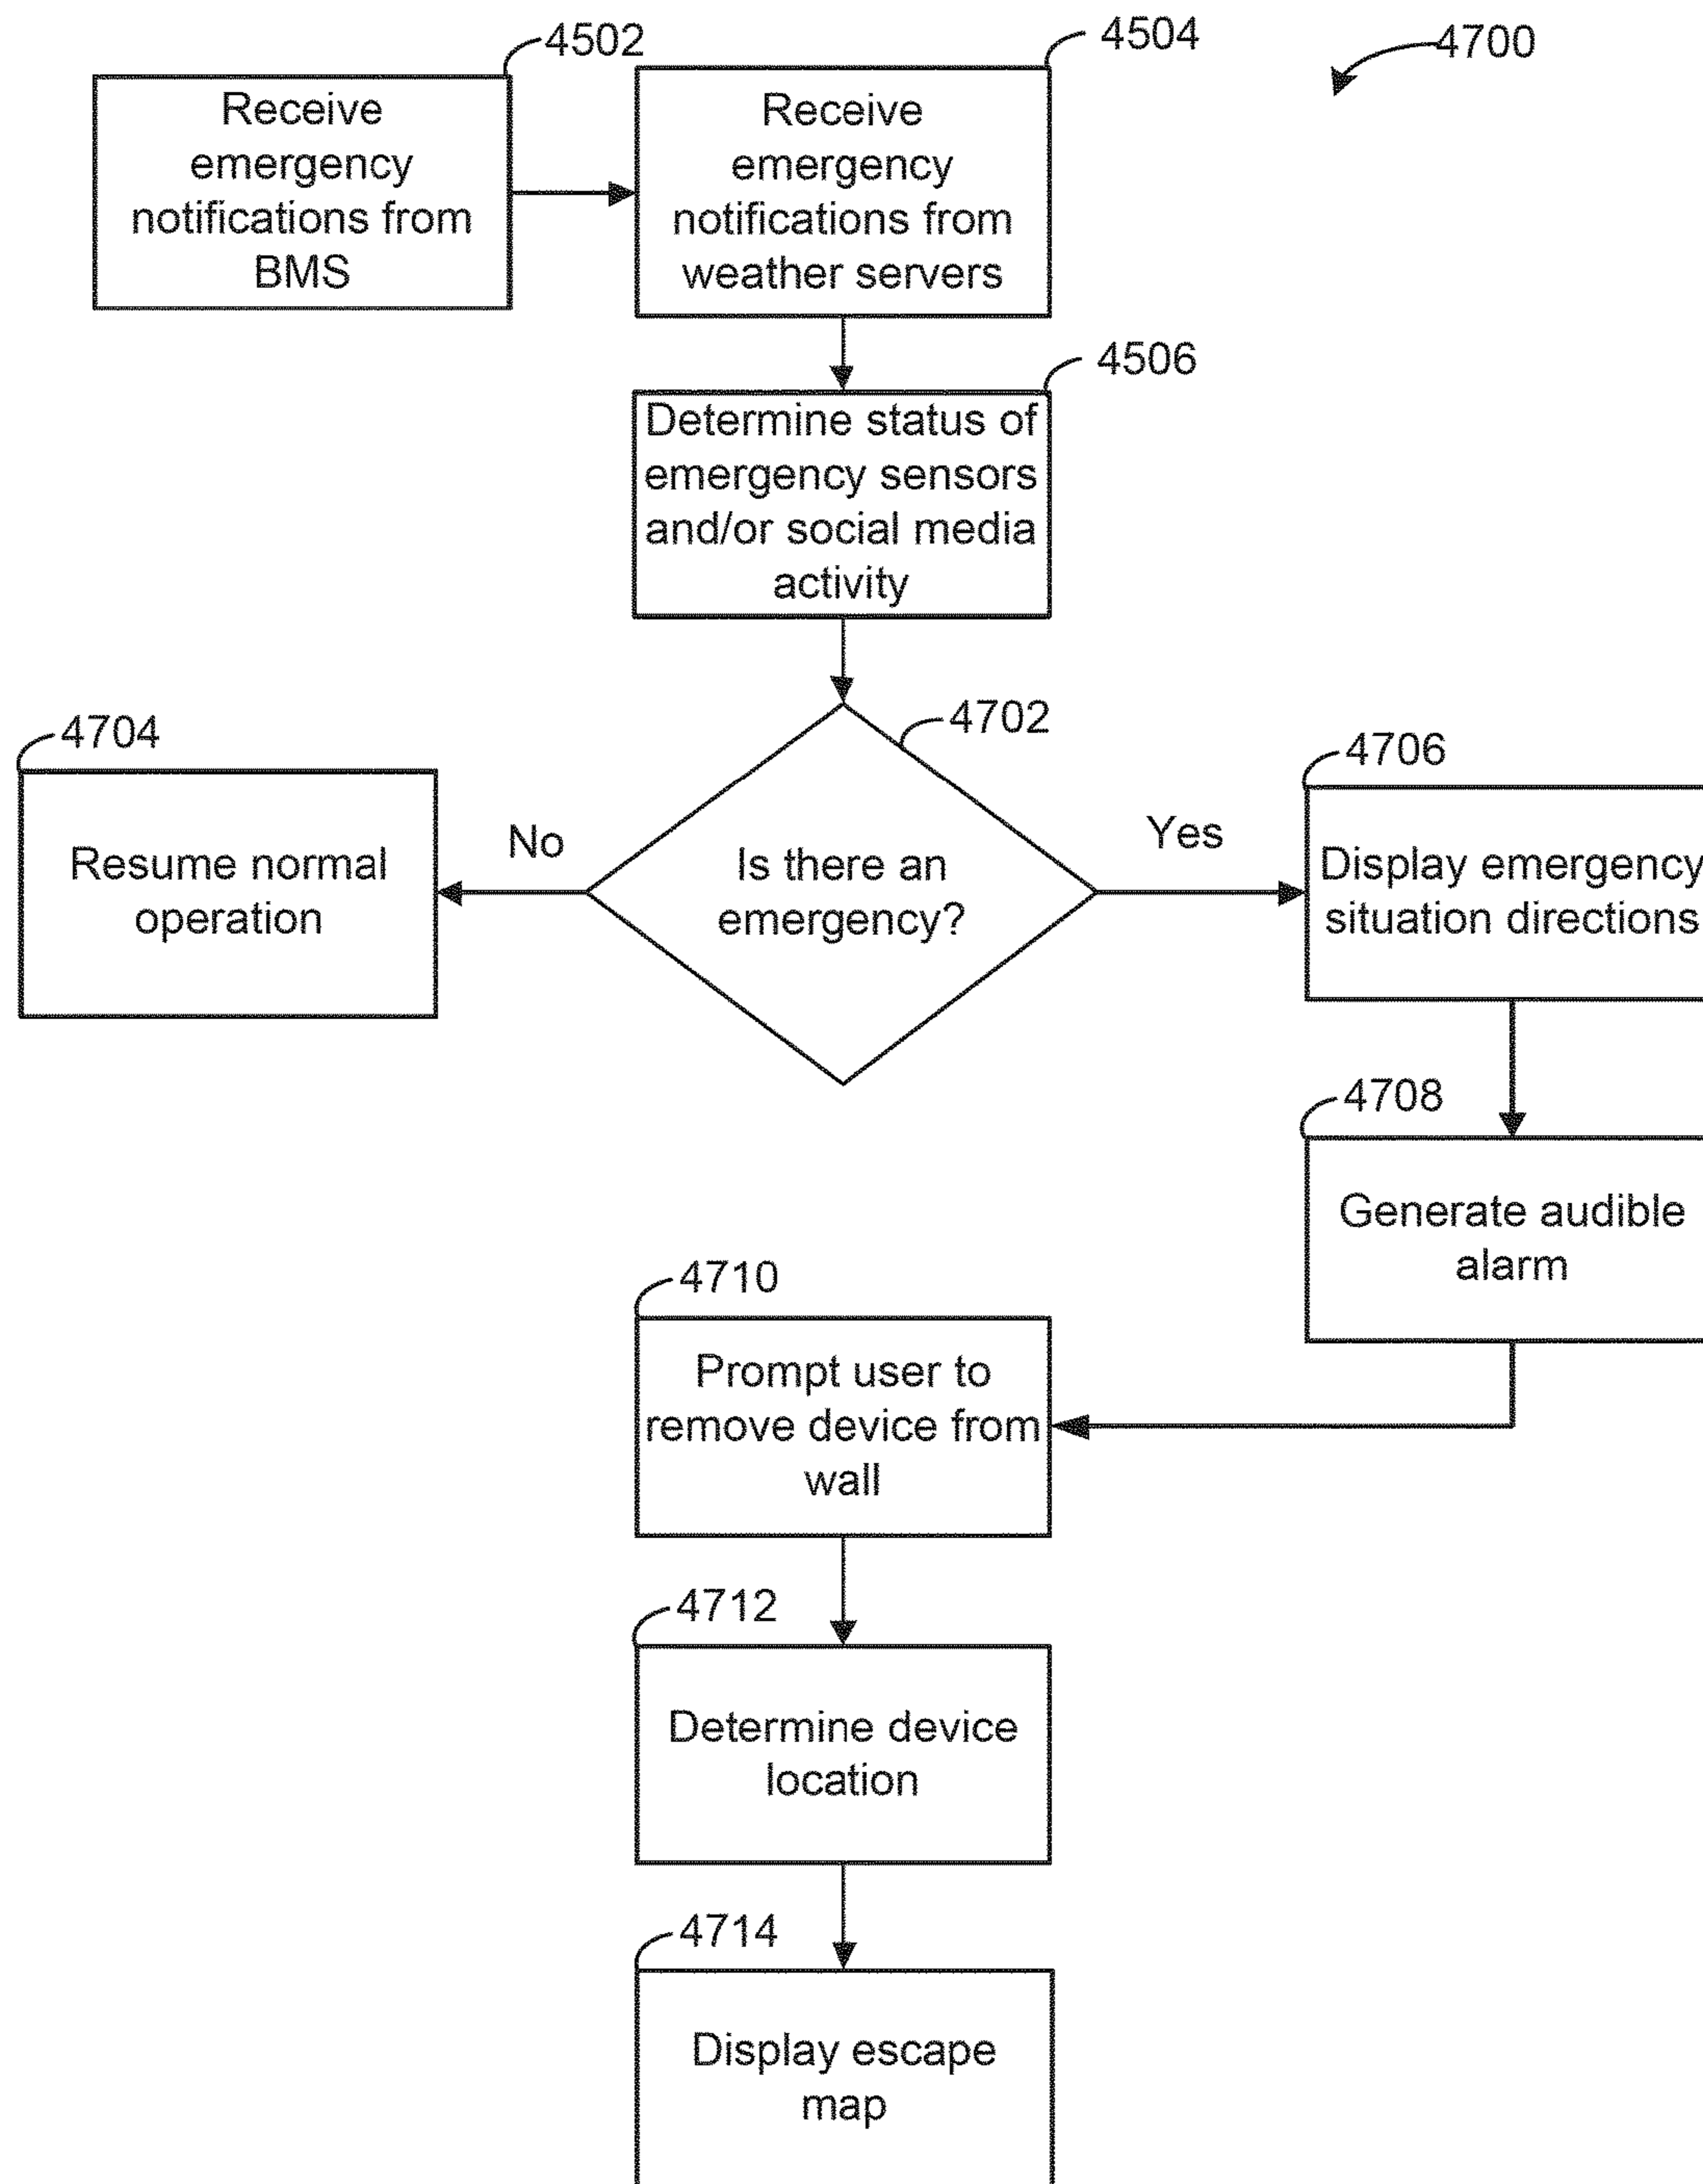 4502
4504
4700
Receive
emergency
notifications from
BMS
Receive
emergency
notifications from
weather servers
4506
Determine status of
emergency sensors
and/or social media
activity
4702
4704
4706
No
Yes
Resume normal
operation
Is there an
emergency?
Display emergency
situation directions
4708
Generate audible
alarm
4710
Prompt user to
remove device from
wall
4712
Determine device
location
4714
Display escape
map